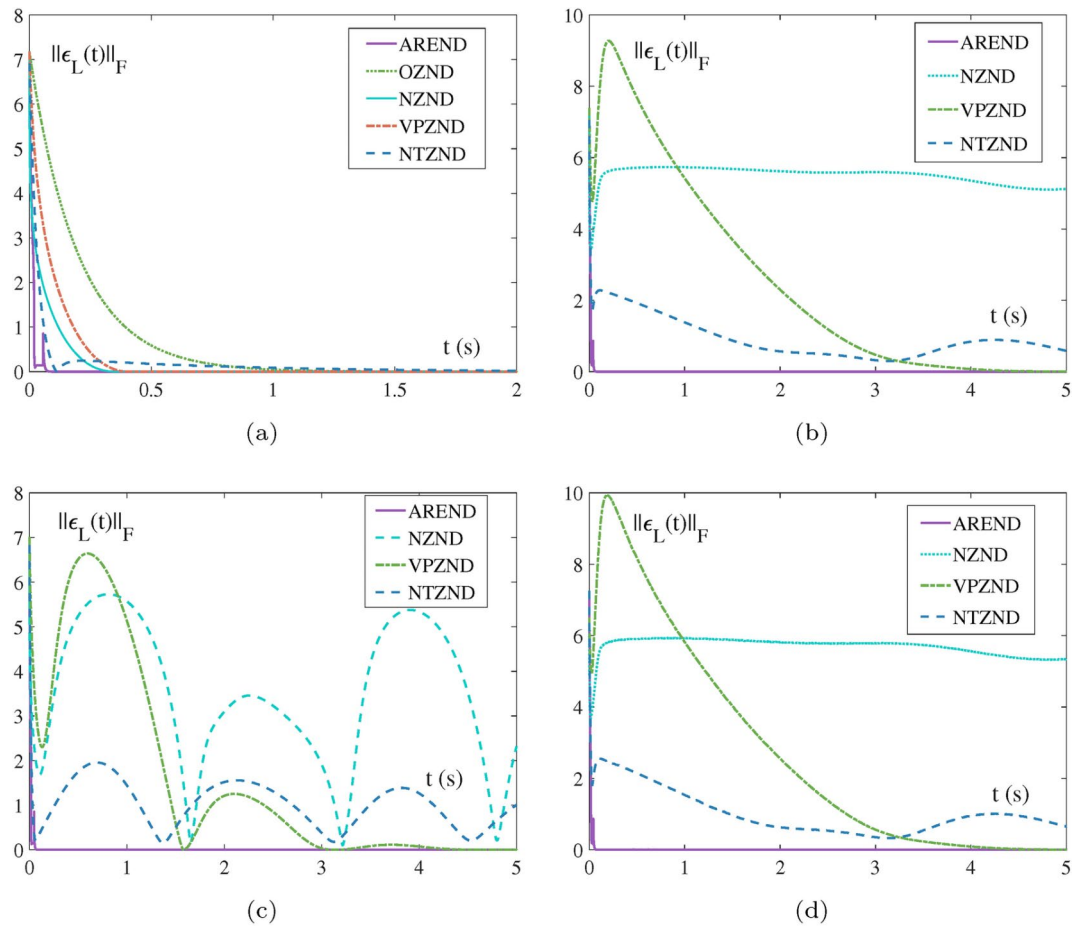 8
7
6
5
4
3
2
1
0
||ϵ_L(t)||_F
AREND
OZND
NZND
VPZND
NTZND
t (s)
0 0.5 1 1.5 2
(a)
10
8
6
4
2
0
||ϵ_L(t)||_F
AREND
NZND
VPZND
NTZND
t (s)
0 1 2 3 4 5
(b)
8
7
6
5
4
3
2
1
0
||ϵ_L(t)||_F
AREND
NZND
VPZND
NTZND
t (s)
0 1 2 3 4 5
(c)
10
8
6
4
2
0
||ϵ_L(t)||_F
AREND
NZND
VPZND
NTZND
t (s)
0 1 2 3 4 5
(d)